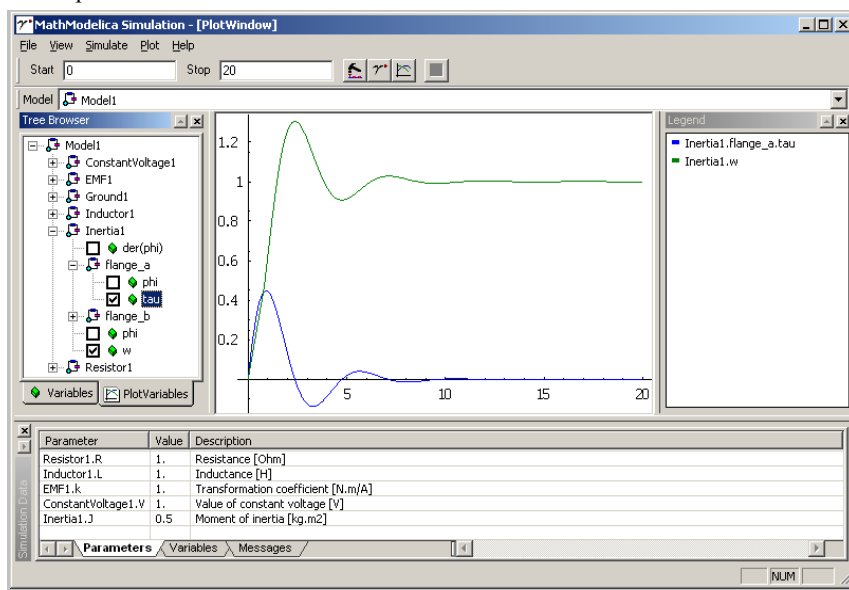 MathModelica Simulation - [PlotWindow]
File View Simulate Plot Help
Start 0 Stop 20
Model Model1
Tree Browser
Model1
ConstantVoltage1
EMF1
Ground1
Inductor1
Inertia1
der(phi)
flange_a
phi
tau
flange_b
phi
w
Resistor1
Variables PlotVariables
1.2
1
0.8
0.6
0.4
0.2
5 10 15 20
Legend
Inertia1.flange_a.tau
Inertia1.w
Simulation Data
Parameter Value Description
Resistor1.R 1. Resistance [Ohm]
Inductor1.L 1. Inductance [H]
EMF1.k 1. Transformation coefficient [N.m/A]
ConstantVoltage1.V 1. Value of constant voltage [V]
Inertia1.J 0.5 Moment of inertia [kg.m2]
Parameters Variables Messages
NUM